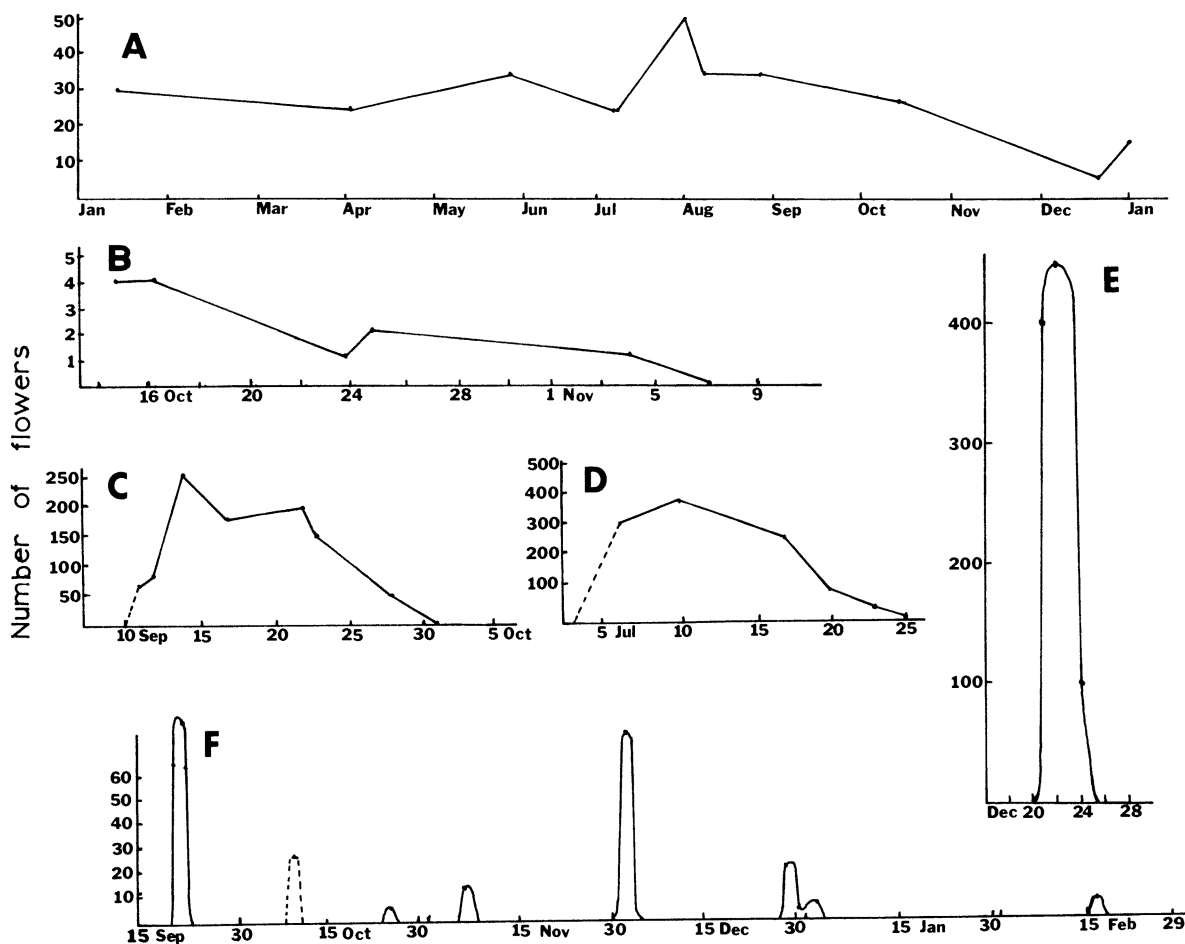 Number of flowers
A
50
40
30
20
10
Jan Feb Mar Apr May Jun Jul Aug Sep Oct Nov Dec Jan
B
5
4
3
2
1
16 Oct 20 24 28 1 Nov 5 9
C
250
200
150
100
50
10 Sep 15 20 25 30 5 Oct
D
500
400
300
200
100
5 Jul 10 15 20 25
E
400
300
200
100
Dec 20 24 28
F
60
50
40
30
20
10
15 Sep 30 15 Oct 30 15 Nov 30 15 Dec 30 15 Jan 30 15 Feb 29